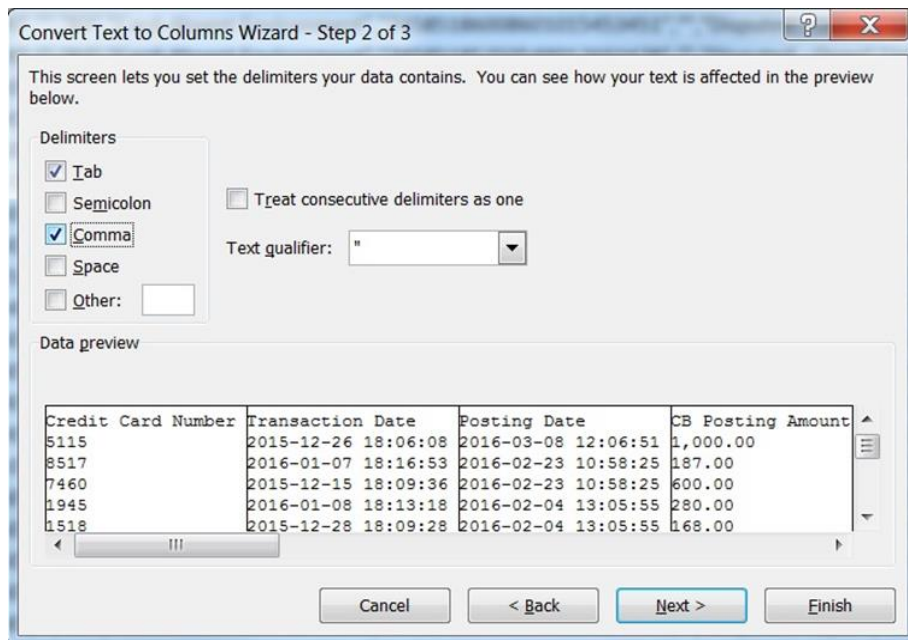 Convert Text to Columns Wizard - Step 2 of 3
This screen lets you set the delimiters your data contains.  You can see how your text is affected in the preview
below.
Delimiters
Tab
Semicolon
Comma
Space
Other:
Treat consecutive delimiters as one
Text qualifier: "
Data preview
Credit Card Number Transaction Date Posting Date CB Posting Amount
5115 2015-12-26 18:06:08 2016-03-08 12:06:51 1,000.00
8517 2016-01-07 18:16:53 2016-02-23 10:58:25 187.00
7460 2015-12-15 18:09:36 2016-02-23 10:58:25 600.00
1945 2016-01-08 18:13:18 2016-02-04 13:05:55 280.00
1518 2015-12-28 18:09:28 2016-02-04 13:05:55 168.00
Cancel < Back Next > Finish